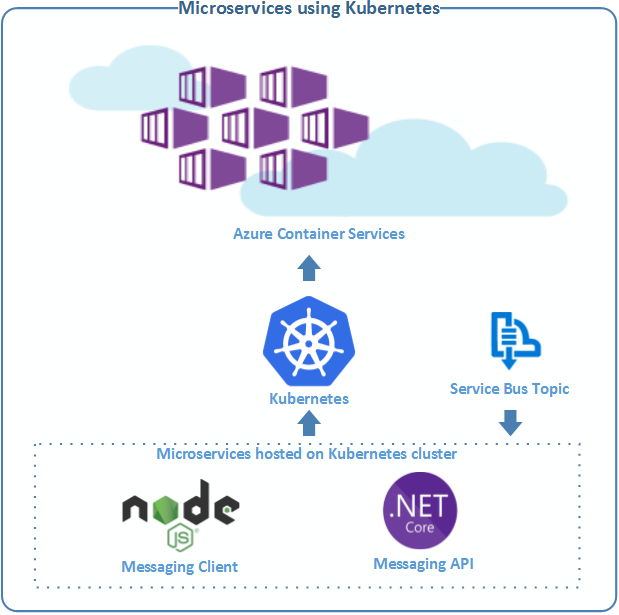 Microservices using Kubernetes
Azure Container Services
Kubernetes
Service Bus Topic
Microservices hosted on Kubernetes cluster
node
JS
Messaging Client
.NET
Core
Messaging API